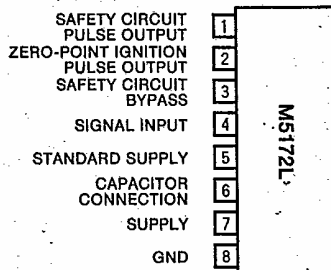 SAFETY CIRCUIT
PULSE OUTPUT
1
ZERO-POINT IGNITION
PULSE OUTPUT
2
SAFETY CIRCUIT
BYPASS
3
SIGNAL INPUT
4
STANDARD SUPPLY
5
CAPACITOR
CONNECTION
6
SUPPLY
7
GND
8
M5172L